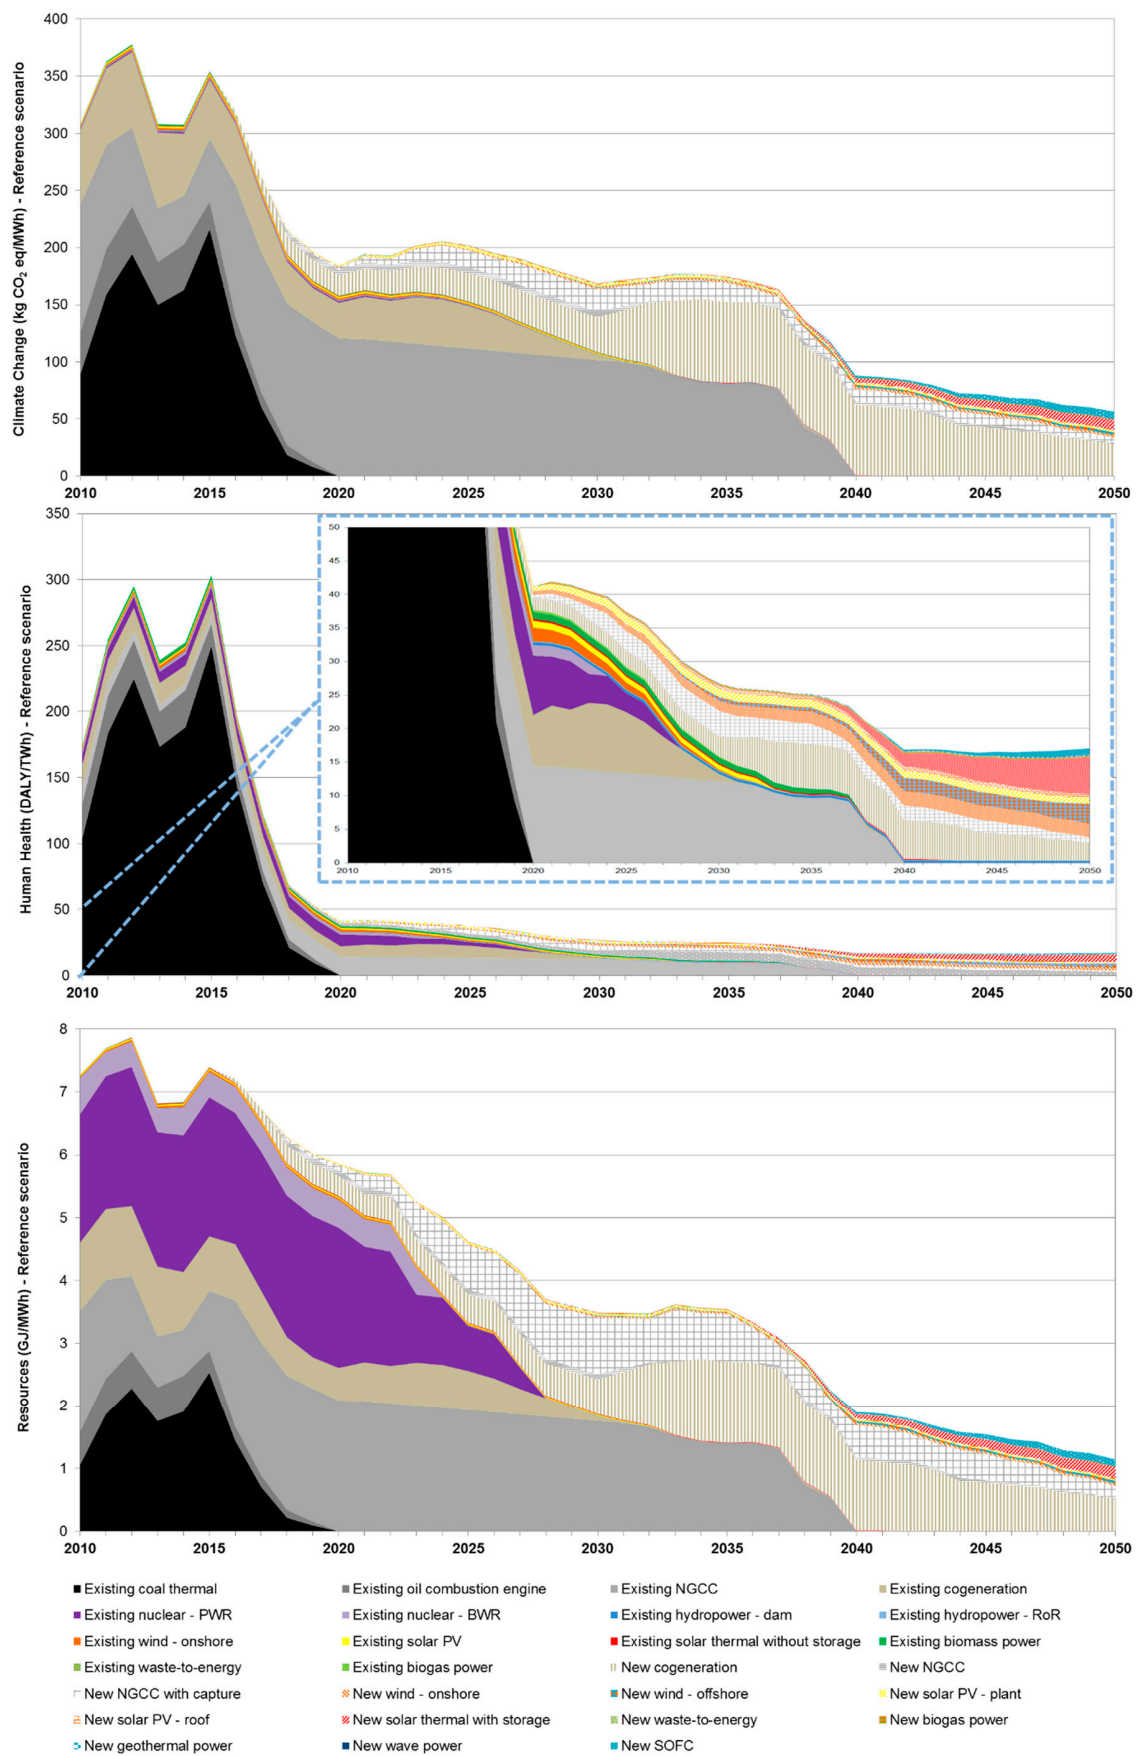 Climate Change (kg CO2 eq/MWh) - Reference scenario
400
350
300
250
200
150
100
50
0
2010 2015 2020 2025 2030 2035 2040 2045 2050
Human Health (DALY/TWh) - Reference scenario
350
300
250
200
150
100
50
0
50
45
40
35
30
25
20
15
10
5
0
2010 2015 2020 2025 2030 2035 2040 2045 2050
2010 2015 2020 2025 2030 2035 2040 2045 2050
Resources (GJ/MWh) - Reference scenario
8
7
6
5
4
3
2
1
0
2010 2015 2020 2025 2030 2035 2040 2045 2050
Existing coal thermal Existing oil combustion engine Existing NGCC Existing cogeneration
Existing nuclear - PWR Existing nuclear - BWR Existing hydropower - dam Existing hydropower - RoR
Existing wind - onshore Existing solar PV Existing solar thermal without storage Existing biomass power
Existing waste-to-energy Existing biogas power New cogeneration New NGCC
New NGCC with capture New wind - onshore New wind - offshore New solar PV - plant
New solar PV - roof New solar thermal with storage New waste-to-energy New biogas power
New geothermal power New wave power New SOFC